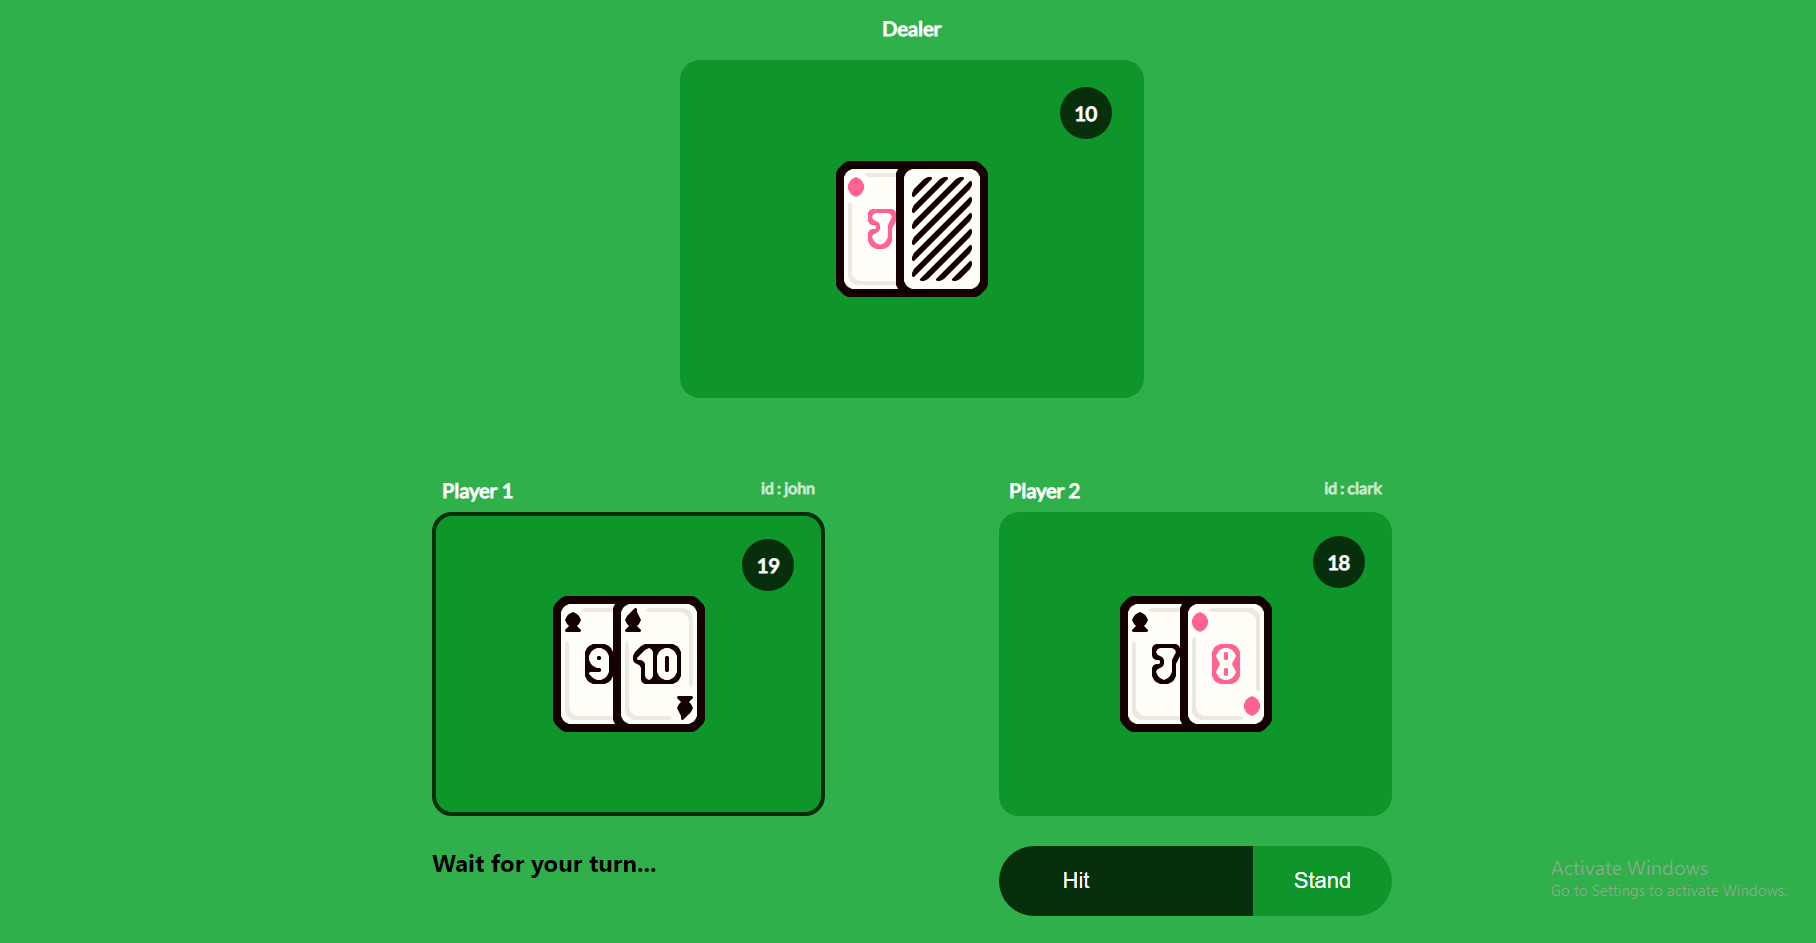 Dealer
10
J
Player 1
id : john
Player 2
id : clark
19
18
9 10
J 8
Wait for your turn...
Hit
Stand
Activate Windows
Go to Settings to activate Windows.